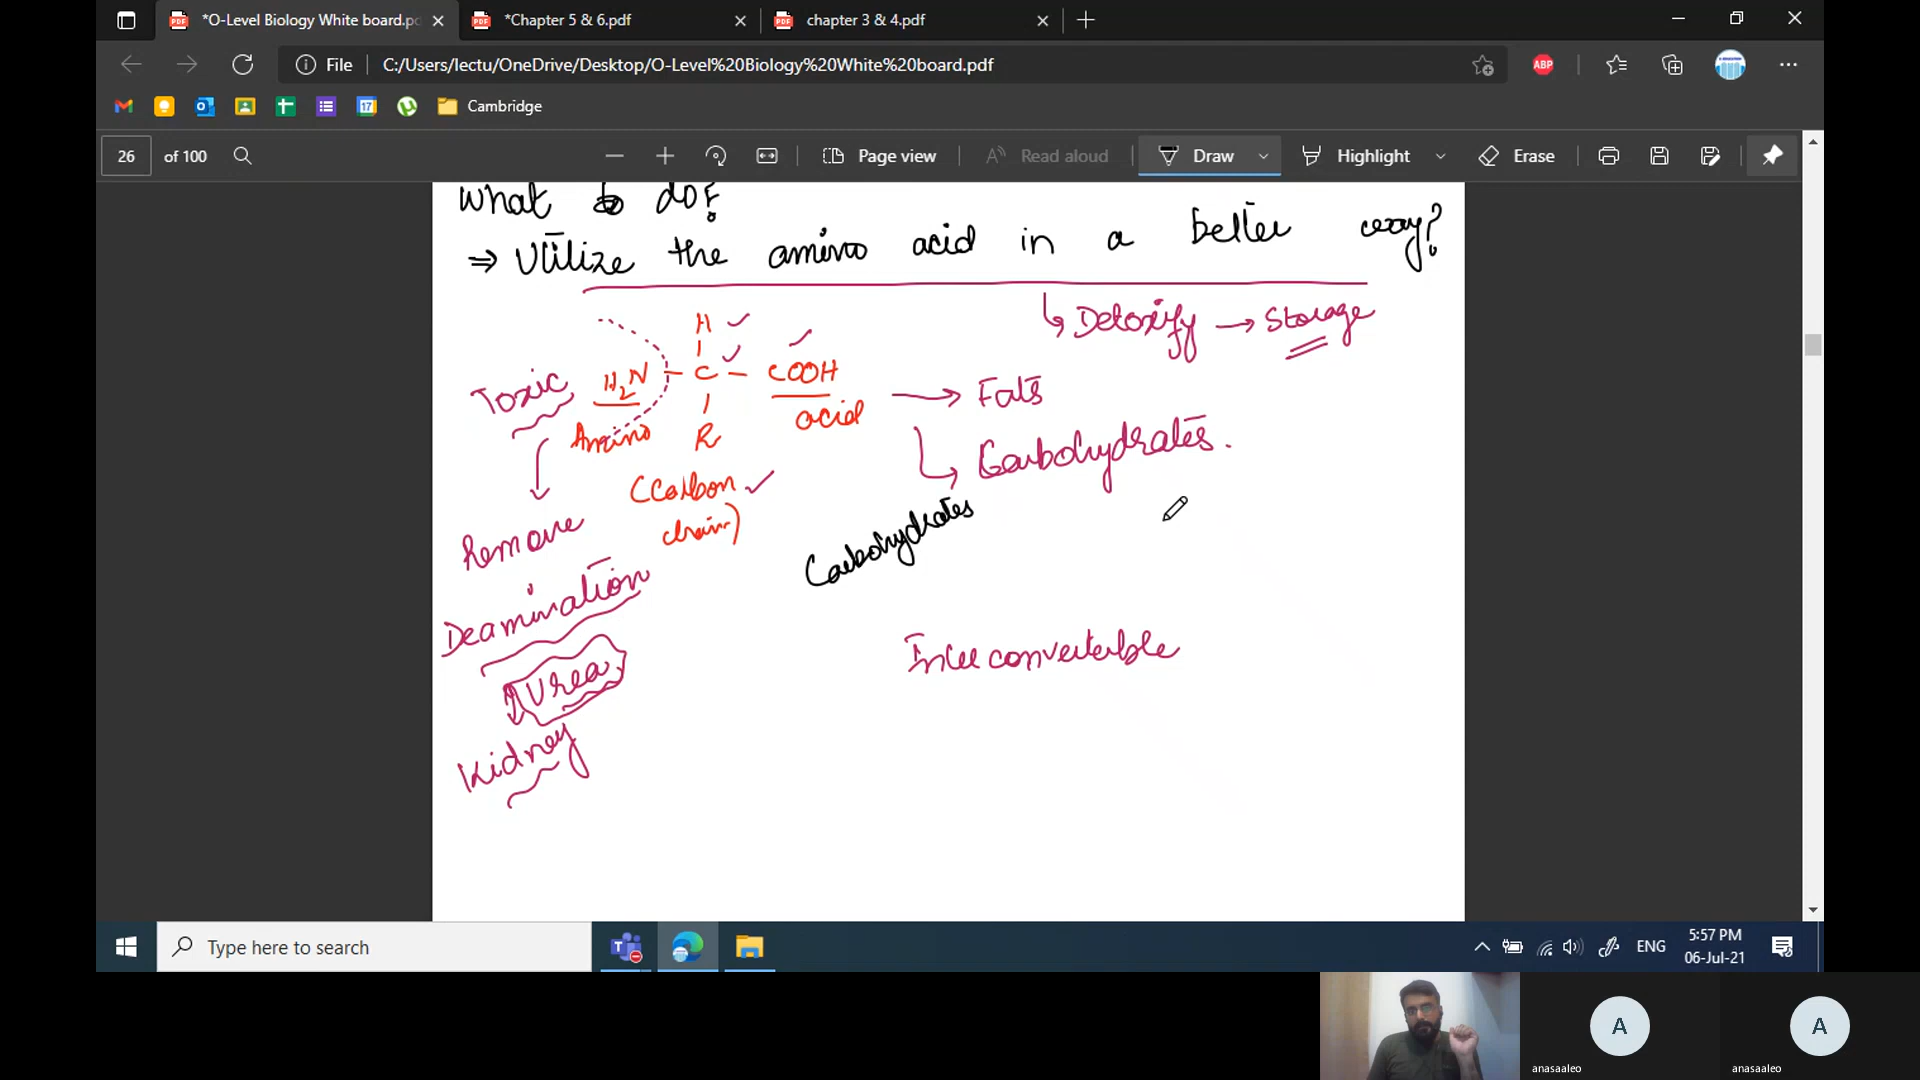 *O-Level Biology White board.pd
*Chapter 5 & 6.pdf
chapter 3 & 4.pdf
File
C:/Users/lectu/OneDrive/Desktop/O-Level%20Biology%20White%20board.pdf
ABP
Cambridge
26 of 100
Page view
Read aloud
Draw
Highlight
Erase
What to do?
⇒ Utilize the amino acid in a better way?
Detoxify → Storage
H
H₂N - C - COOH → Fats
Toxic
Amino
R
acid
Carbohydrates.
(Carbon
chain)
Remove
Carbohydrates
Deamination
Urea
Interconvertible
Kidney
Type here to search
ENG
5:57 PM
06-Jul-21
A
A
anasaaleo
anasaaleo